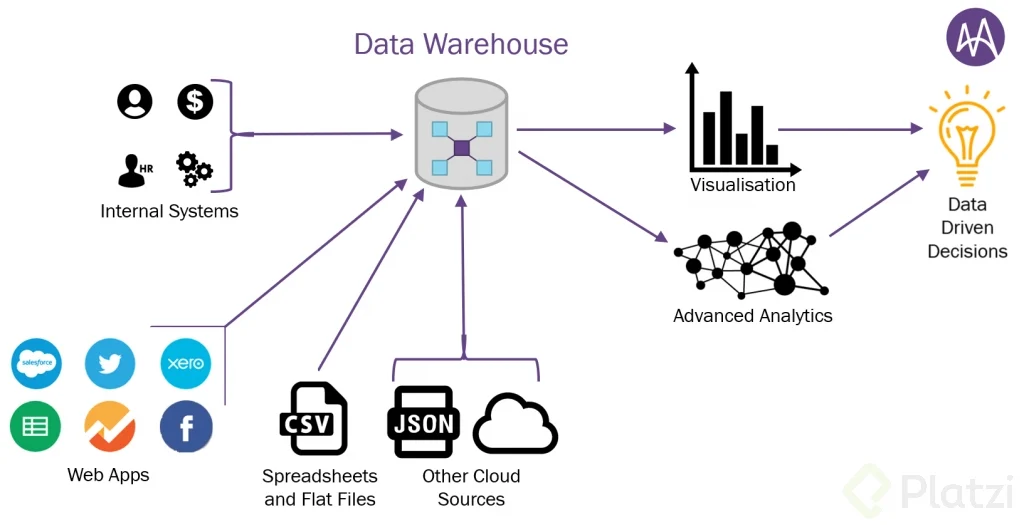 Data Warehouse
$
HR
Internal Systems
Visualisation
Data
Driven
Decisions
Advanced Analytics
salesforce
xero
f
CSV
JSON
Web Apps
Spreadsheets
and Flat Files
Other Cloud
Sources
Platzi